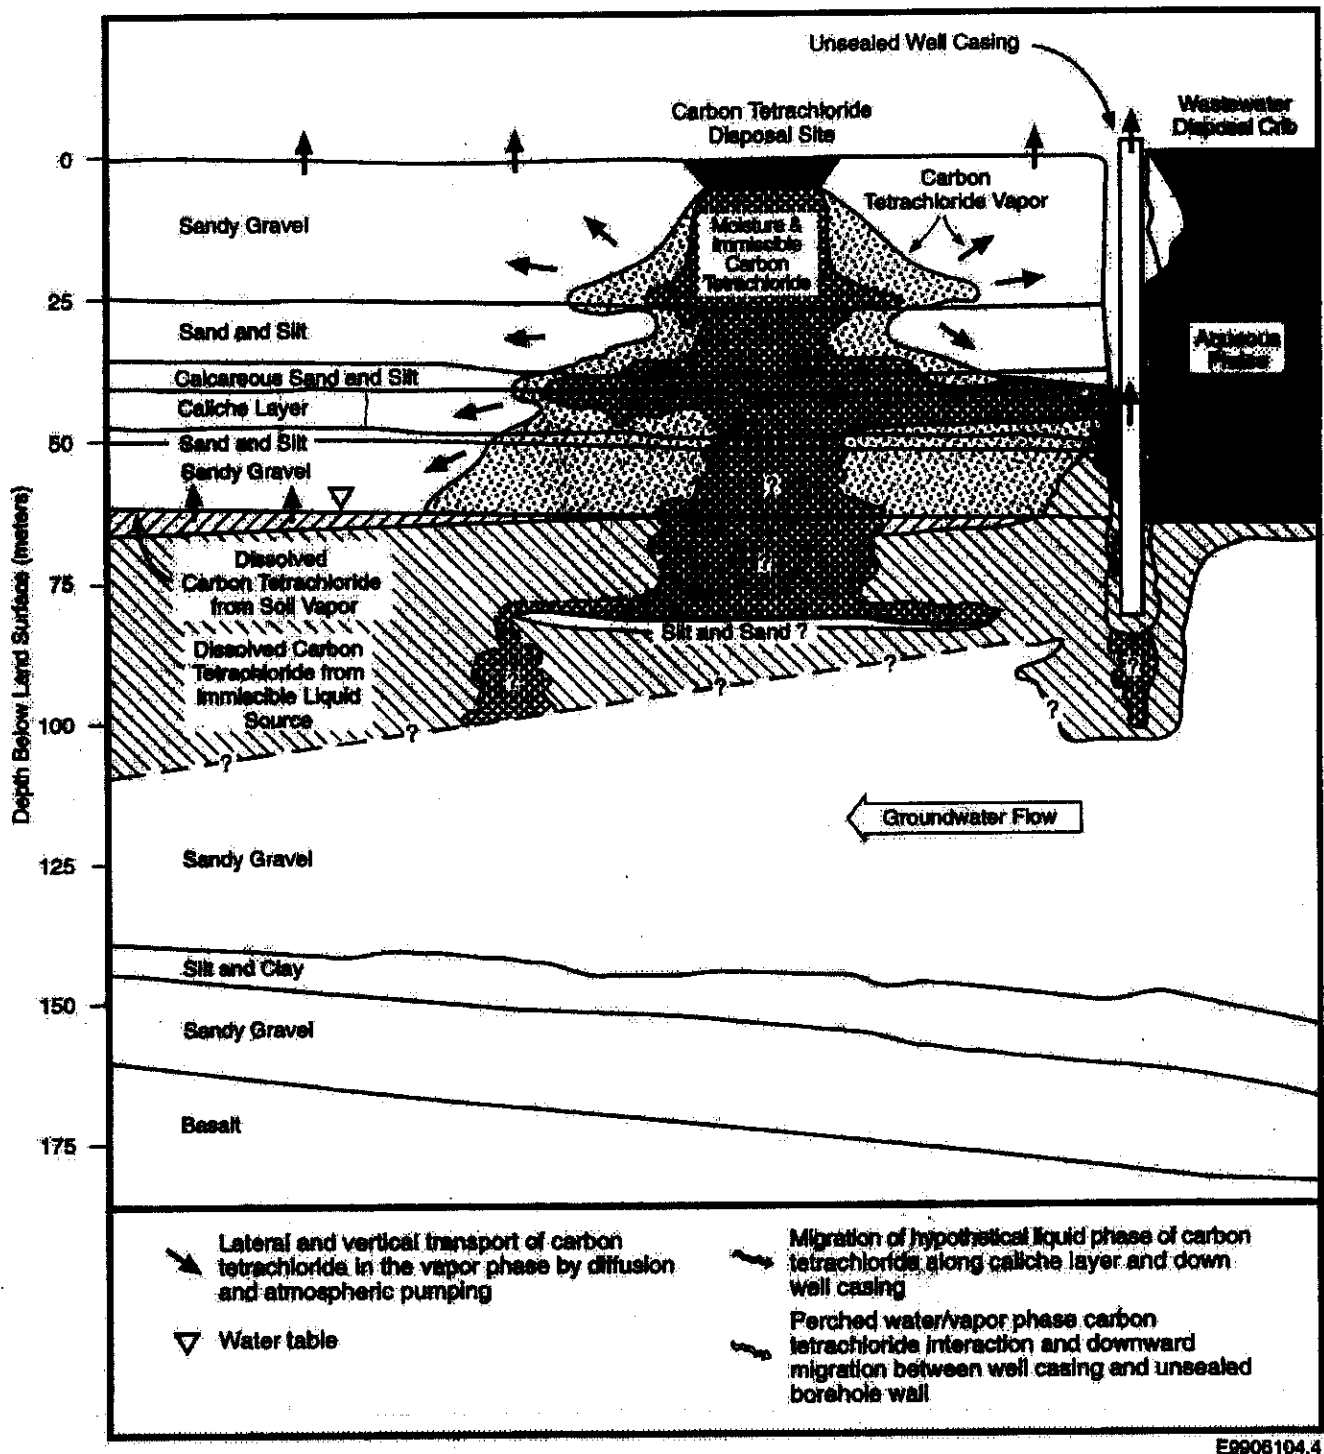 Unsealed Well Casing
Carbon Tetrachloride
Disposal Site
Wastewater
Disposal Crib
0
Sandy Gravel
Carbon
Tetrachloride Vapor
Moisture &
Immiscible
Carbon
Tetrachloride
25
Sand and Silt
Aqueous
Phase
Calcareous Sand and Silt
Caliche Layer
50
Sand and Silt
Sandy Gravel
?
Depth Below Land Surface (meters)
Dissolved
Carbon Tetrachloride
from Soil Vapor
?
75
Silt and Sand ?
Dissolved Carbon
Tetrachloride from
Immiscible Liquid
Source
?
?
?
?
?
100
?
?
Groundwater Flow
Sandy Gravel
125
Silt and Clay
150
Sandy Gravel
Basalt
175
Lateral and vertical transport of carbon
tetrachloride in the vapor phase by diffusion
and atmospheric pumping
Water table
Migration of hypothetical liquid phase of carbon
tetrachloride along caliche layer and down
well casing
Perched water/vapor phase carbon
tetrachloride interaction and downward
migration between well casing and unsealed
borehole wall
E9906104.4